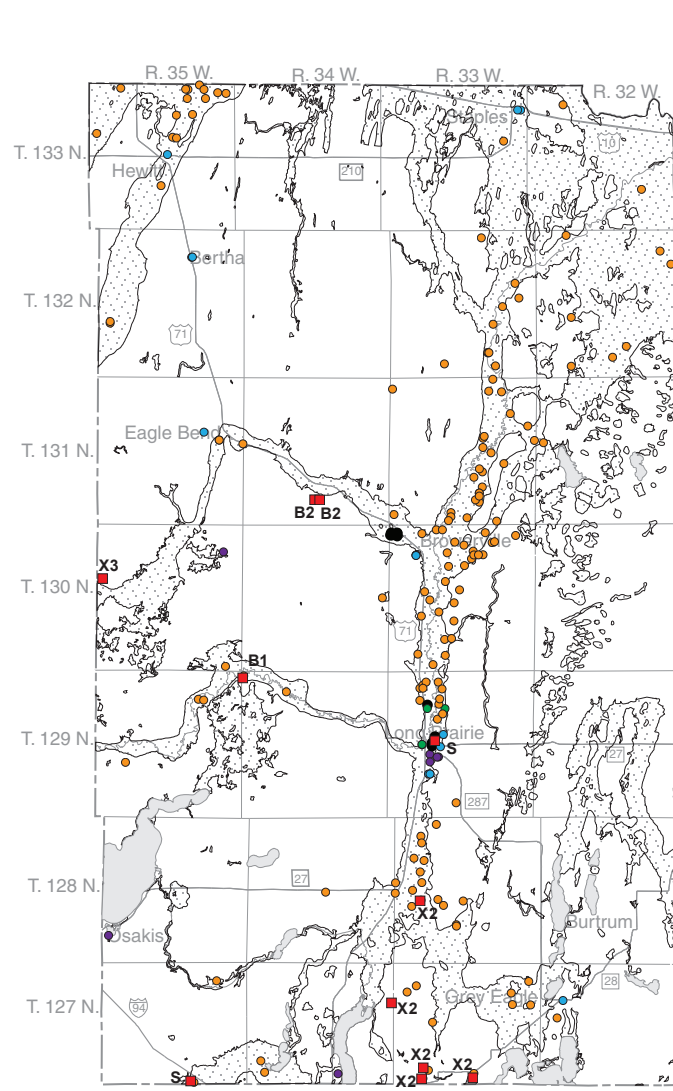 R. 35 W. R. 34 W. R. 33 W. R. 32 W.
Staples
10
T. 133 N.
Hewitt
210
Bertha
T. 132 N.
71
Eagle Bend
T. 131 N.
B2 B2
Browerville
X3
T. 130 N.
71
B1
Long Prairie
T. 129 N.
S
27
287
27
T. 128 N.
X2
Burtrum
Osakis
28
Grey Eagle
T. 127 N.
94
X2
X2 X2
S
X2